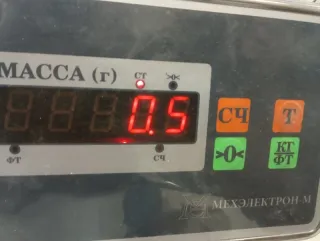 МАССА (г)
СТ >0<
0.5
ФТ СЧ
СЧ Т
>0< КГ
ФТ
МЕХЭЛЕКТРОН-М